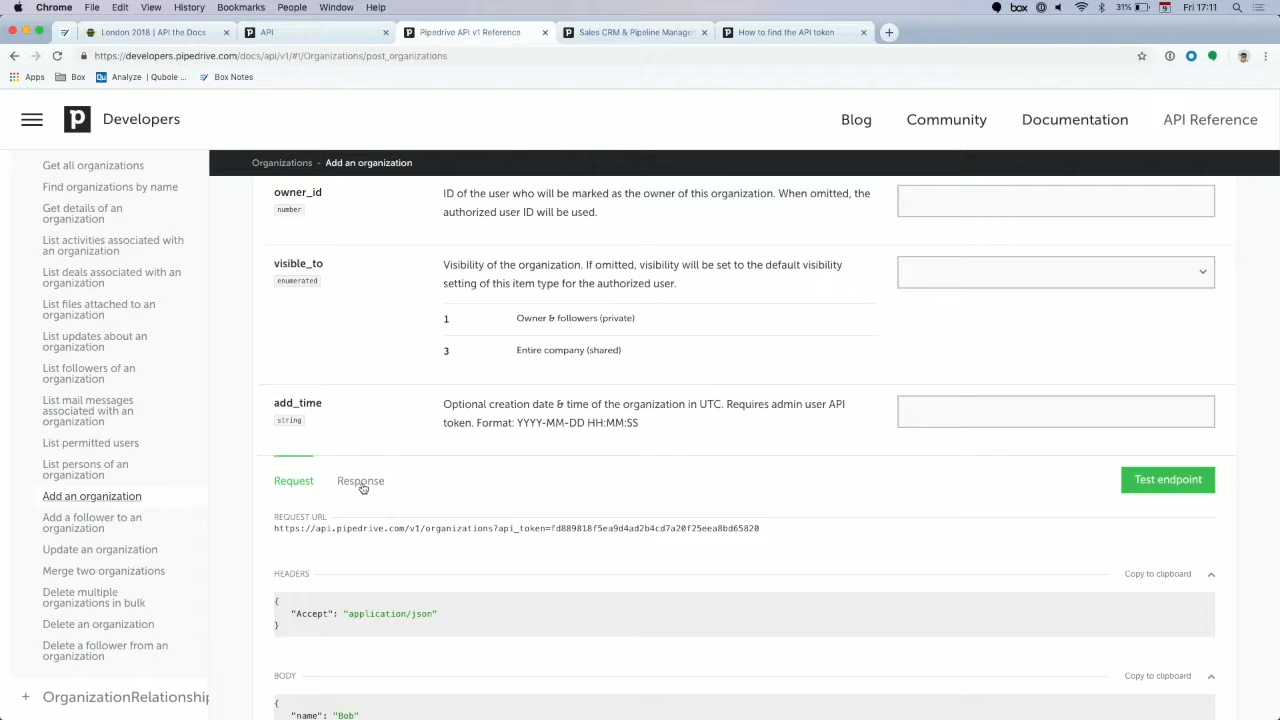 Chrome File Edit View History Bookmarks People Window Help box 31% 9 Fri 17:11
London 2018 | API the Docs API Pipedrive API v1 Reference Sales CRM & Pipeline Manage How to find the API token
https://developers.pipedrive.com/docs/api/v1/#!/Organizations/post_organizations
Apps Box Qu Analyze | Qubole ... Box Notes
p Developers Blog Community Documentation API Reference
Organizations - Add an organization
Get all organizations
Find organizations by name
Get details of an
organization
List activities associated with
an organization
List deals associated with an
organization
List files attached to an
organization
List updates about an
organization
List followers of an
organization
List mail messages
associated with an
organization
List permitted users
List persons of an
organization
Add an organization
Add a follower to an
organization
Update an organization
Merge two organizations
Delete multiple
organizations in bulk
Delete an organization
Delete a follower from an
organization
+ OrganizationRelationship
owner_id
number
ID of the user who will be marked as the owner of this organization. When omitted, the
authorized user ID will be used.
visible_to
enumerated
Visibility of the organization. If omitted, visibility will be set to the default visibility
setting of this item type for the authorized user.
1 Owner & followers (private)
3 Entire company (shared)
add_time
string
Optional creation date & time of the organization in UTC. Requires admin user API
token. Format: YYYY-MM-DD HH:MM:SS
Request Response Test endpoint
REQUEST URL
https://api.pipedrive.com/v1/organizations?api_token=fd889818f5ea9d4ad2b4cd7a20f25eea8bd65820
HEADERS Copy to clipboard
{
"Accept": "application/json"
}
BODY Copy to clipboard
{
"name": "Bob"